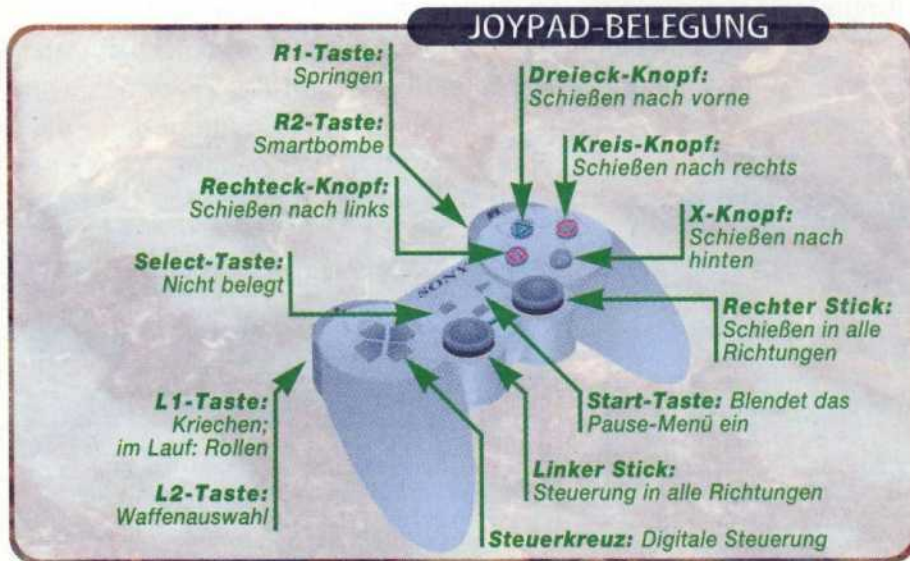 JOYPAD-BELEGUNG
R1-Taste:
Springen
R2-Taste:
Smartbombe
Rechteck-Knopf:
Schießen nach links
Select-Taste:
Nicht belegt
L1-Taste:
Kriechen;
im Lauf: Rollen
L2-Taste:
Waffenauswahl
Dreieck-Knopf:
Schießen nach vorne
Kreis-Knopf:
Schießen nach rechts
X-Knopf:
Schießen nach
hinten
Rechter Stick:
Schießen in alle
Richtungen
Start-Taste: Blendet das
Pause-Menü ein
Linker Stick:
Steuerung in alle Richtungen
Steuerkreuz: Digitale Steuerung
SONY